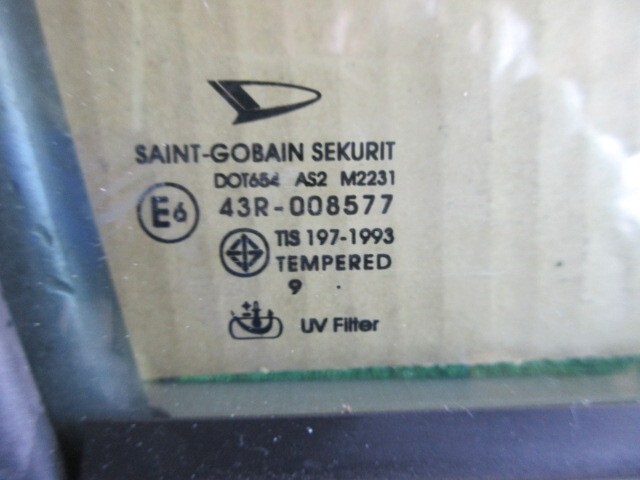 SAINT-GOBAIN SEKURIT
DOT654 AS2 M2231
E6 43R-008577
TIS 197-1993
TEMPERED
9 .
UV Filter